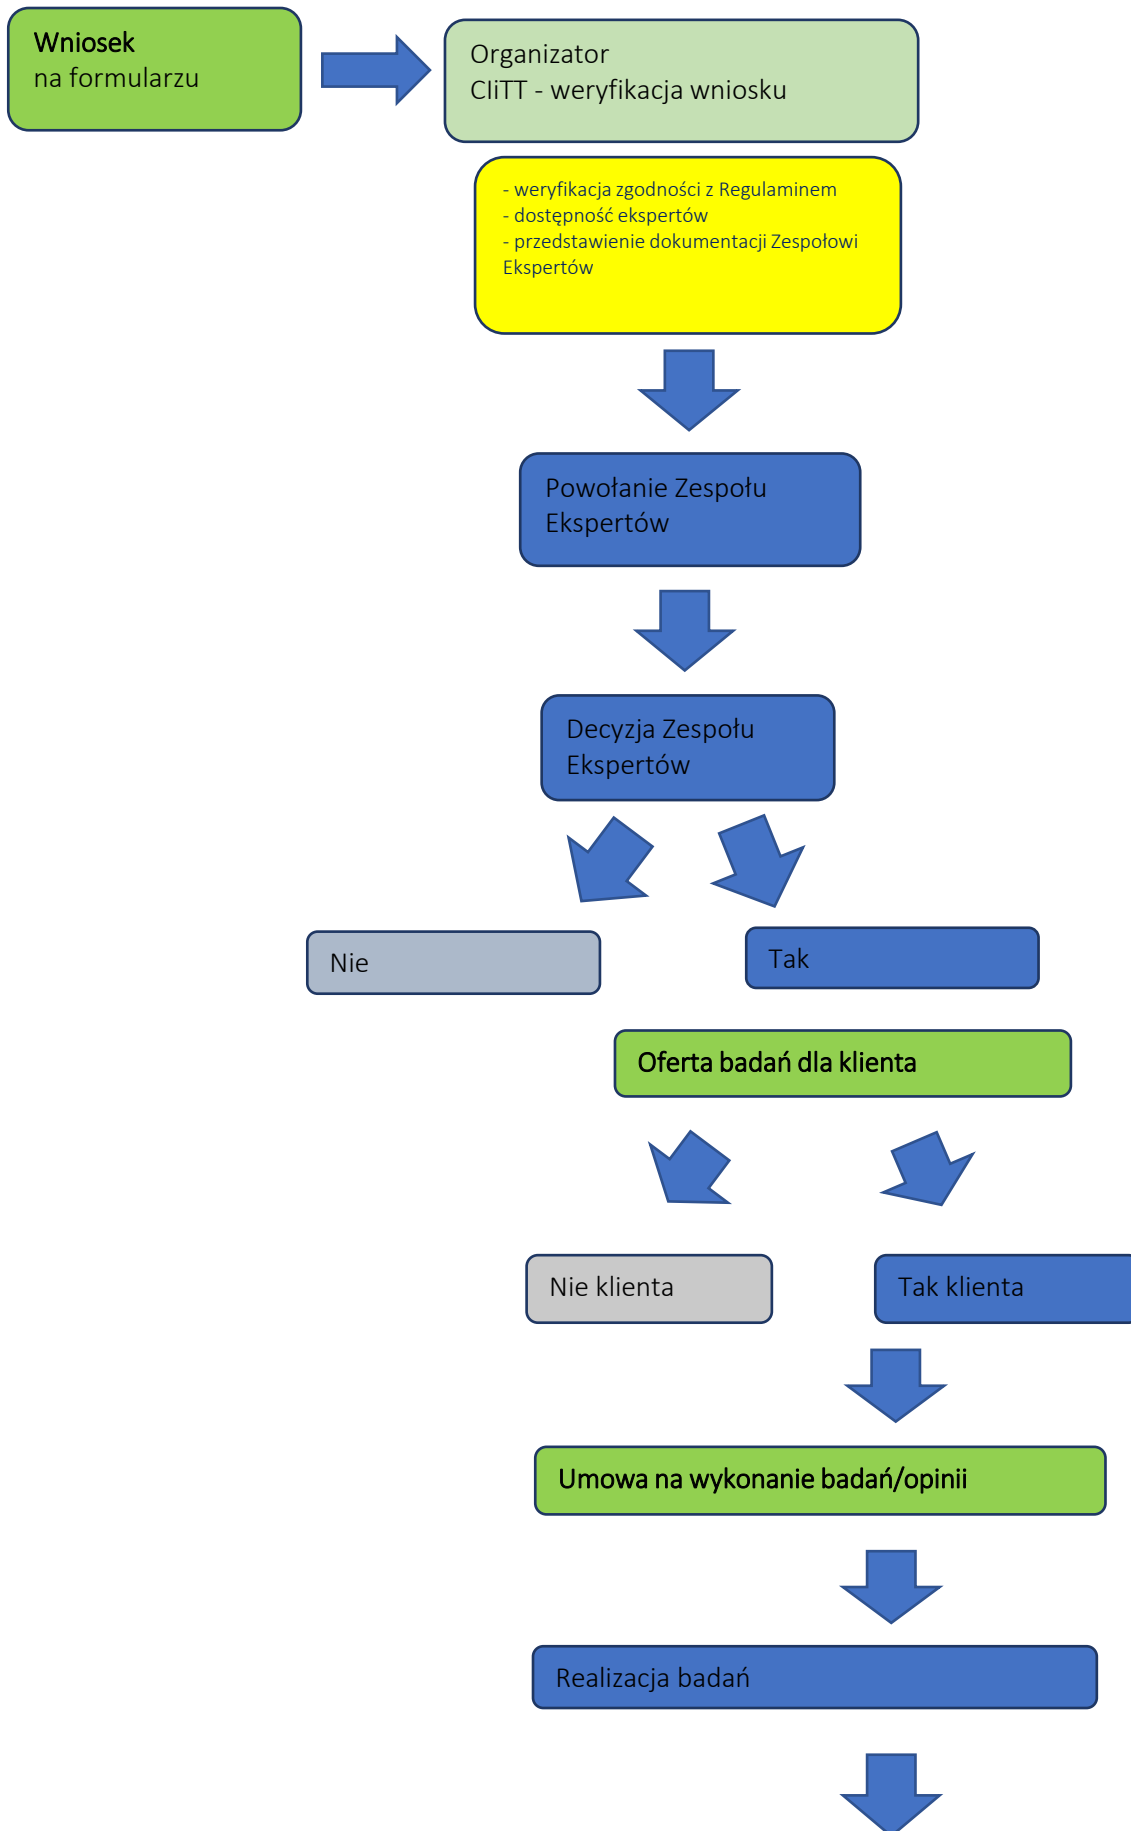 Wniosek
na formularzu
Organizator
CIiTT - weryfikacja wniosku
- weryfikacja zgodności z Regulaminem
- dostępność ekspertów
- przedstawienie dokumentacji Zespołowi
Ekspertów
Powołanie Zespołu
Ekspertów
Decyzja Zespołu
Ekspertów
Nie
Tak
Oferta badań dla klienta
Nie klienta
Tak klienta
Umowa na wykonanie badań/opinii
Realizacja badań